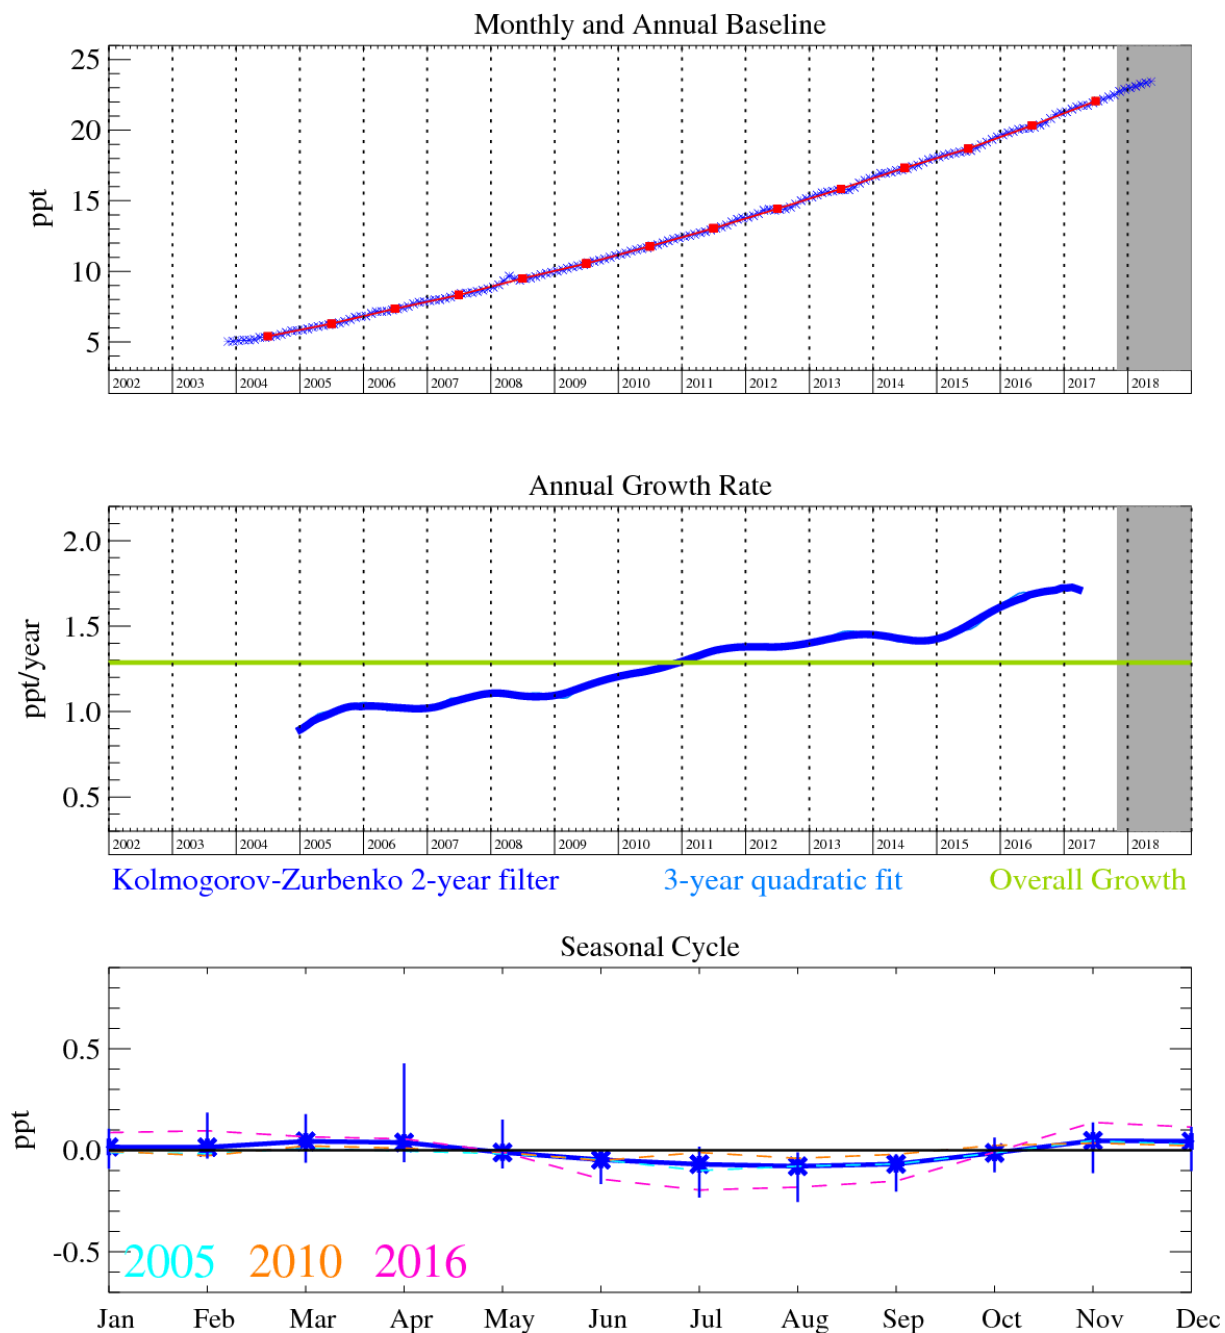 Monthly and Annual Baseline
25
20
15
10
5
ppt
2002 2003 2004 2005 2006 2007 2008 2009 2010 2011 2012 2013 2014 2015 2016 2017 2018
Annual Growth Rate
2.0
1.5
1.0
0.5
ppt/year
2002 2003 2004 2005 2006 2007 2008 2009 2010 2011 2012 2013 2014 2015 2016 2017 2018
Kolmogorov-Zurbenko 2-year filter 3-year quadratic fit Overall Growth
Seasonal Cycle
0.5
0.0
-0.5
ppt
2005 2010 2016
Jan Feb Mar Apr May Jun Jul Aug Sep Oct Nov Dec